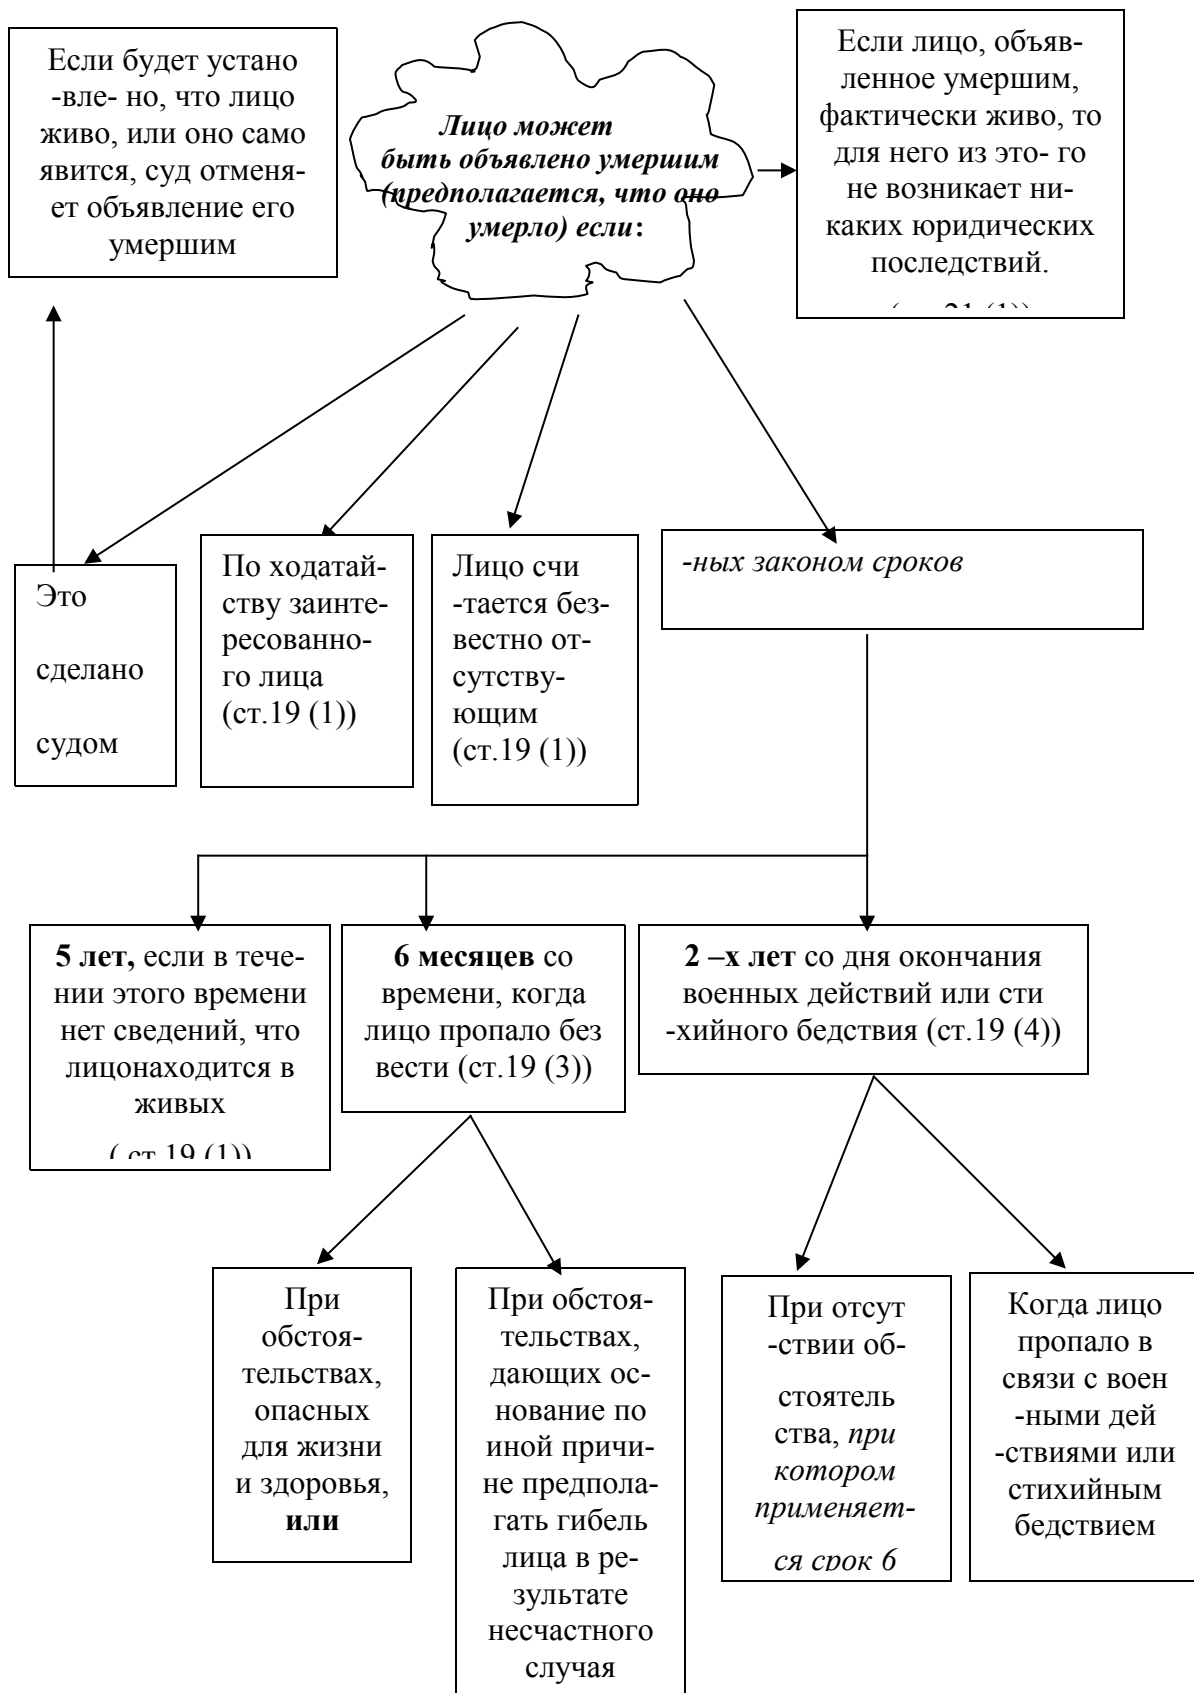 Если будет устано
-вле- но, что лицо
живо, или оно само
явится, суд отменя-
ет объявление его
умершим
Лицо может
быть объявлено умершим
(предполагается, что оно
умерло) если:
Если лицо, объяв-
ленное умершим,
фактически живо, то
для него из это- го
не возникает ни-
каких юридических
последствий.
21 (1))
Это
сделано
судом
По ходатай-
ству заинте-
ресованно-
го лица
(ст.19 (1))
Лицо счи
-тается без-
вестно от-
сутству-
ющим
(ст.19 (1))
-ных законом сроков
5 лет, если в тече-
нии этого времени
нет сведений, что
лицонаходится в
живых
( ст.19 (1))
6 месяцев со
времени, когда
лицо пропало без
вести (ст.19 (3))
2 –х лет со дня окончания
военных действий или сти
-хийного бедствия (ст.19 (4))
При
обстоя-
тельствах,
опасных
для жизни
и здоровья,
или
При обстоя-
тельствах,
дающих ос-
нование по
иной причи-
не предпола-
гать гибель
лица в ре-
зультате
несчастного
случая
При отсут
-ствии об-
стоятель
ства, при
котором
применяет-
ся срок 6
Когда лицо
пропало в
связи с воен
-ными дей
-ствиями или
стихийным
бедствием